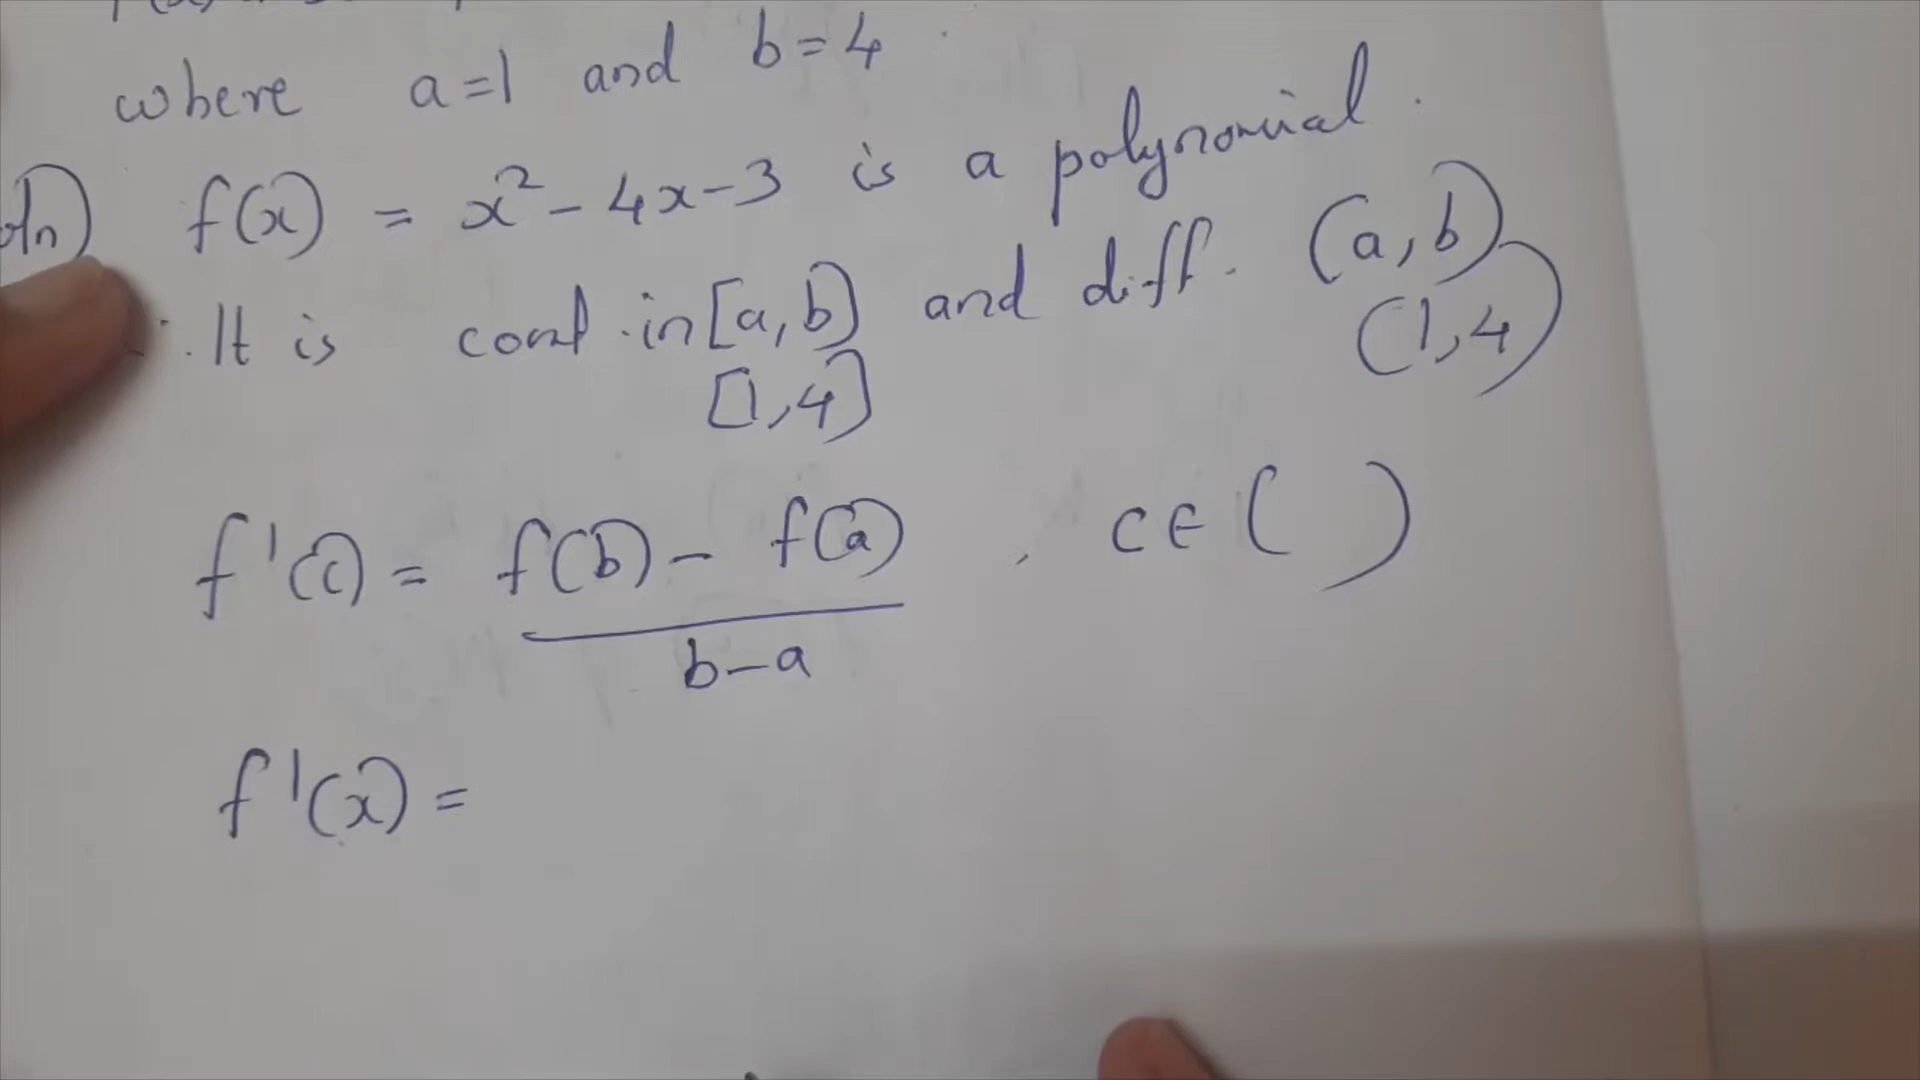 where a=1 and b=4
f(x) = x² - 4x - 3 is a polynomial.
It is cont. in [a,b] and diff. (a,b)
[1,4] (1,4)
f'(c) = f(b) - f(a) , c∈( )
b-a
f'(x) =